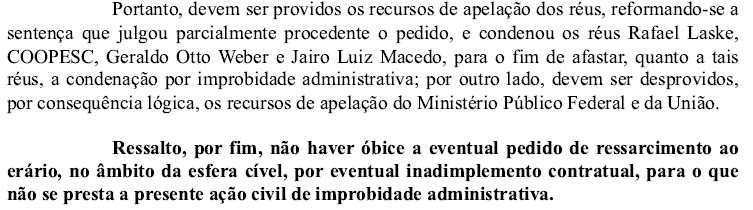 Portanto, devem ser providos os recursos de apelação dos réus, reformando-se a
sentença que julgou parcialmente procedente o pedido, e condenou os réus Rafael Laske,
COOPESC, Geraldo Otto Weber e Jairo Luiz Macedo, para o fim de afastar, quanto a tais
réus, a condenação por improbidade administrativa; por outro lado, devem ser desprovidos,
por consequência lógica, os recursos de apelação do Ministério Público Federal e da União.
Ressalto, por fim, não haver óbice a eventual pedido de ressarcimento ao
erário, no âmbito da esfera cível, por eventual inadimplemento contratual, para o que
não se presta a presente ação civil de improbidade administrativa.